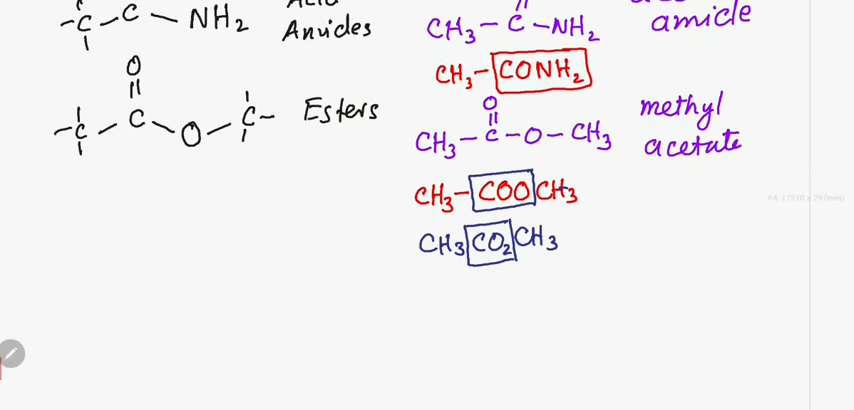 -C-C-NH2 Amides CH3-C-NH2 amide
CH3-CONH2
O
-C-C-O-C- Esters
O
CH3-C-O-CH3 methyl
acetate
CH3-COOCH3
CH3CO2CH3